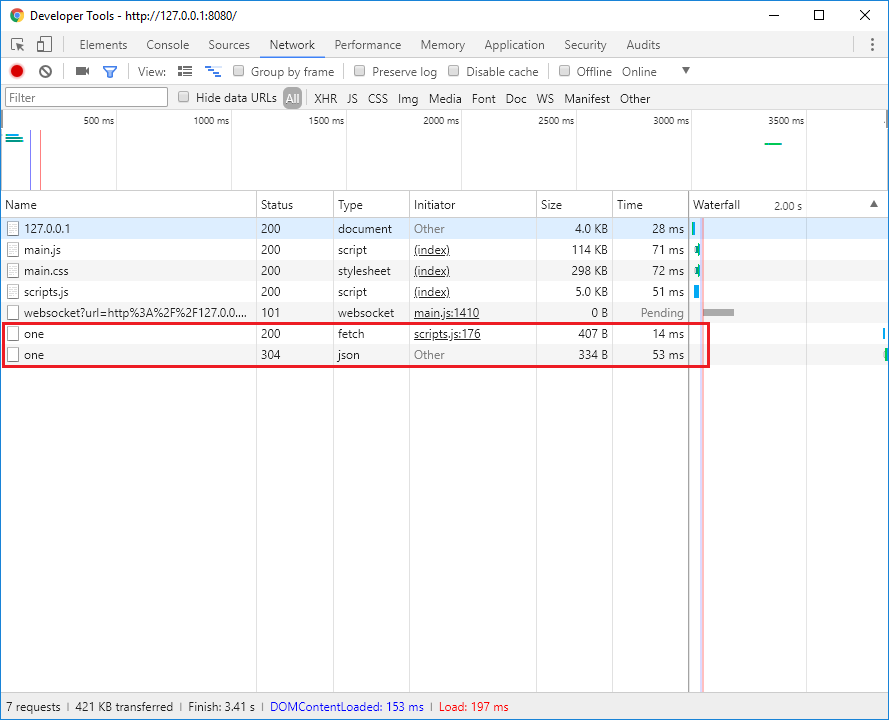 Developer Tools - http://127.0.0.1:8080/
Elements Console Sources Network Performance Memory Application Security Audits
View: Group by frame Preserve log Disable cache Offline Online
Filter Hide data URLs All XHR JS CSS Img Media Font Doc WS Manifest Other
500 ms 1000 ms 1500 ms 2000 ms 2500 ms 3000 ms 3500 ms
Name Status Type Initiator Size Time Waterfall 2.00 s
127.0.0.1 200 document Other 4.0 KB 28 ms
main.js 200 script (index) 114 KB 71 ms
main.css 200 stylesheet (index) 298 KB 72 ms
scripts.js 200 script (index) 5.0 KB 51 ms
websocket?url=http%3A%2F%2F127.0.0.... 101 websocket main.js:1410 0 B Pending
one 200 fetch scripts.js:176 407 B 14 ms
one 304 json Other 334 B 53 ms
7 requests | 421 KB transferred | Finish: 3.41 s | DOMContentLoaded: 153 ms | Load: 197 ms